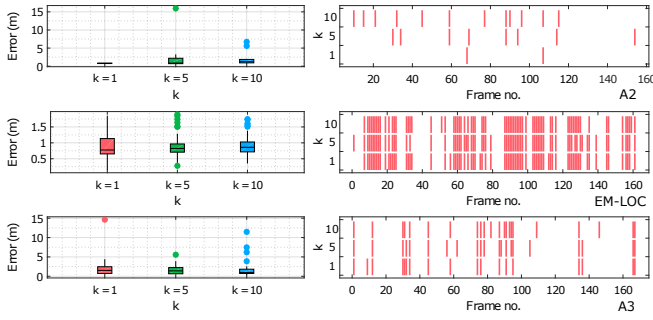 Error (m)
15
10
5
0
k = 1
k = 5
k = 10
k
k
10
5
1
20
40
60
80
100
120
140
160
Frame no.
A2
Error (m)
1.5
1
0.5
k = 1
k = 5
k = 10
k
k
10
5
1
0
20
40
60
80
100
120
140
160
Frame no.
EM-LOC
Error (m)
15
10
5
0
k = 1
k = 5
k = 10
k
k
10
5
1
0
20
40
60
80
100
120
140
160
Frame no.
A3